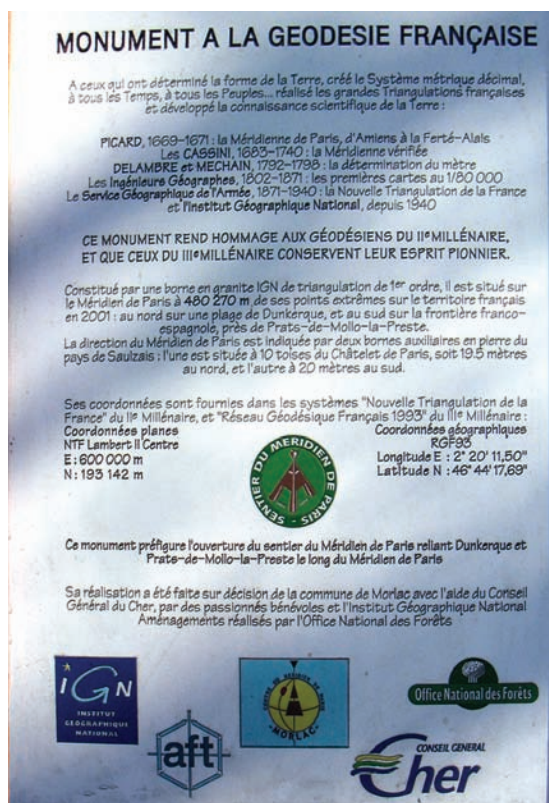 MONUMENT A LA GEODESIE FRANÇAISE
A ceux qui ont déterminé la forme de la Terre, créé le Système métrique décimal,
à tous les Temps, à tous les Peuples... réalisé les grandes Triangulations françaises
et développé la connaissance scientifique de la Terre :
PICARD, 1669-1671 : la Méridienne de Paris, d'Amiens à la Ferté-Alais
Les CASSINI, 1683-1740 : la Méridienne vérifiée
DELAMBRE et MECHAIN, 1792-1798 : la détermination du mètre
Les Ingénieurs Géographes, 1802-1871 : les premières cartes au 1/80 000
Le Service Géographique de l'Armée, 1871-1940 : la Nouvelle Triangulation de la France
et l'Institut Géographique National, depuis 1940
CE MONUMENT REND HOMMAGE AUX GÉODÉSIENS DU IIe MILLÉNAIRE,
ET QUE CEUX DU IIIe MILLÉNAIRE CONSERVENT LEUR ESPRIT PIONNIER.
Constitué par une borne en granite IGN de triangulation de 1er ordre, il est situé sur
le Méridien de Paris à 480 270 m de ses points extrêmes sur le territoire français
en 2001 : au nord sur une plage de Dunkerque, et au sud sur la frontière franco-
espagnole, près de Prats-de-Mollo-la-Preste.
La direction du Méridien de Paris est indiquée par deux bornes auxiliaires en pierre du
pays de Saulzais : l'une est située à 10 toises du Châtelet de Paris, soit 19.5 mètres
au nord, et l'autre à 20 mètres au sud.
Ses coordonnées sont fournies dans les systèmes "Nouvelle Triangulation de la
France" du IIe Millénaire, et "Réseau Géodésique Français 1993" du IIIe Millénaire :
Coordonnées planes
NTF Lambert II Centre
E : 600 000 m
N : 193 142 m
Coordonnées géographiques
RGF93
Longitude E : 2° 20' 11,50"
Latitude N : 46° 44' 17,69"
SENTIER DU MERIDIEN DE PARIS
Ce monument préfigure l'ouverture du sentier du Méridien de Paris reliant Dunkerque et
Prats-de-Mollo-la-Preste le long du Méridien de Paris
Sa réalisation a été faite sur décision de la commune de Morlac avec l'aide du Conseil
Général du Cher, par des passionnés bénévoles et l'Institut Géographique National
Aménagements réalisés par l'Office National des Forêts
IGN
INSTITUT
GÉOGRAPHIQUE
NATIONAL
aft
MORLAC
Office National des Forêts
CONSEIL GENERAL
Cher